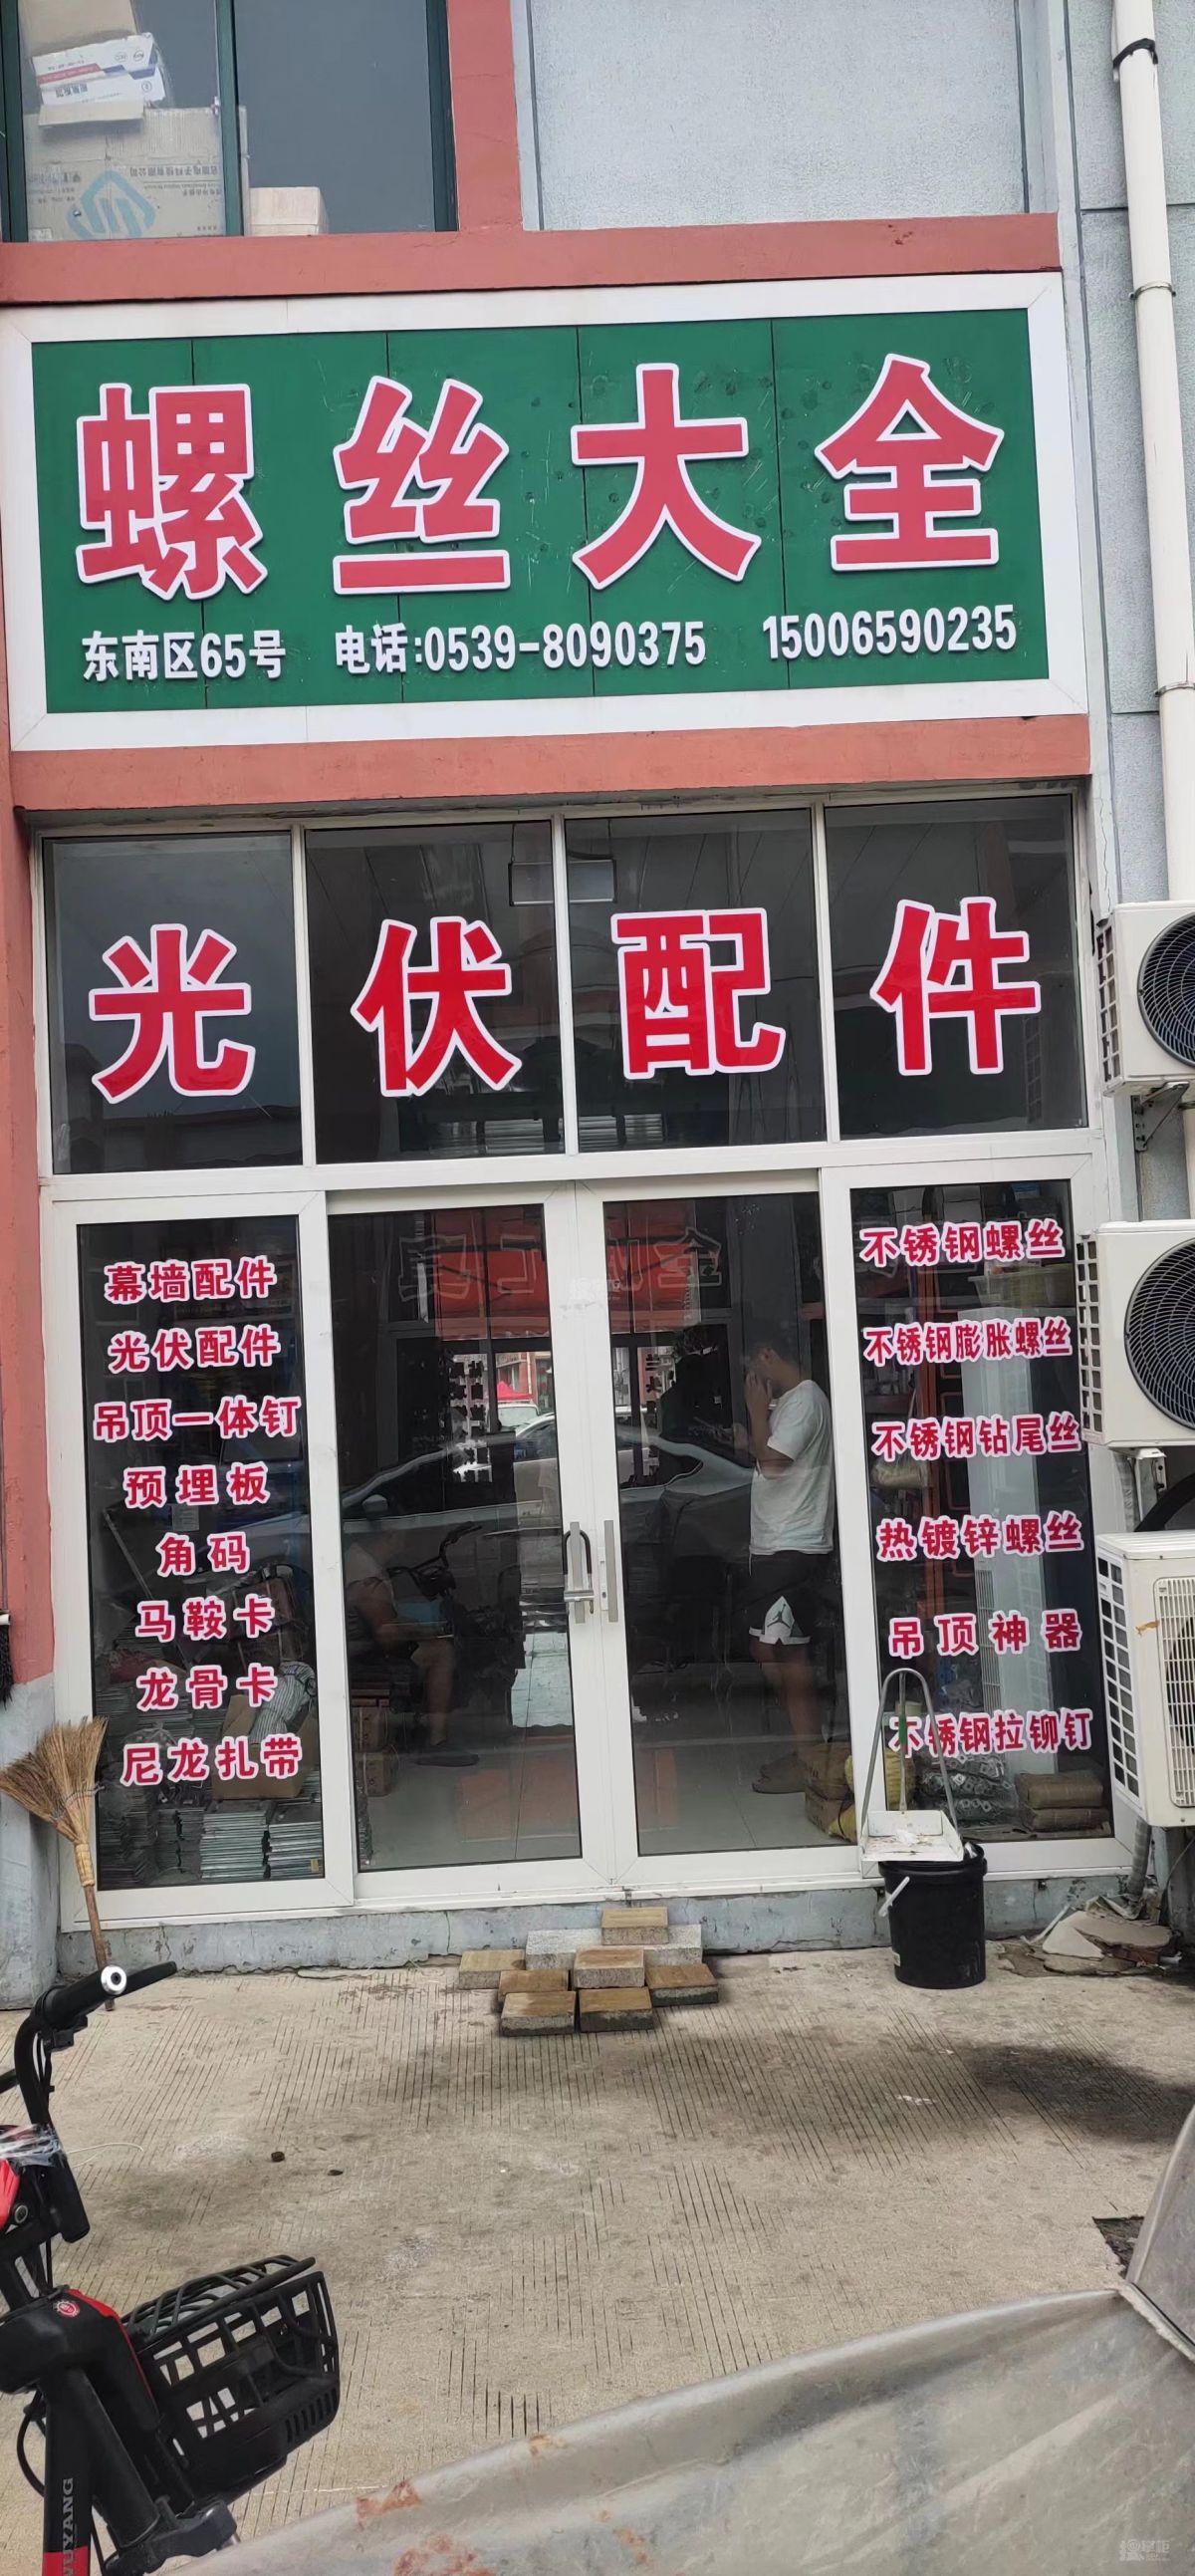 螺丝大全
东南区65号 电话:0539-8090375 15006590235
光伏配件
幕墙配件
光伏配件
吊顶一体钉
预埋板
角码
马鞍卡
龙骨卡
尼龙扎带
不锈钢螺丝
不锈钢膨胀螺丝
不锈钢钻尾丝
热镀锌螺丝
吊顶神器
不锈钢拉铆钉